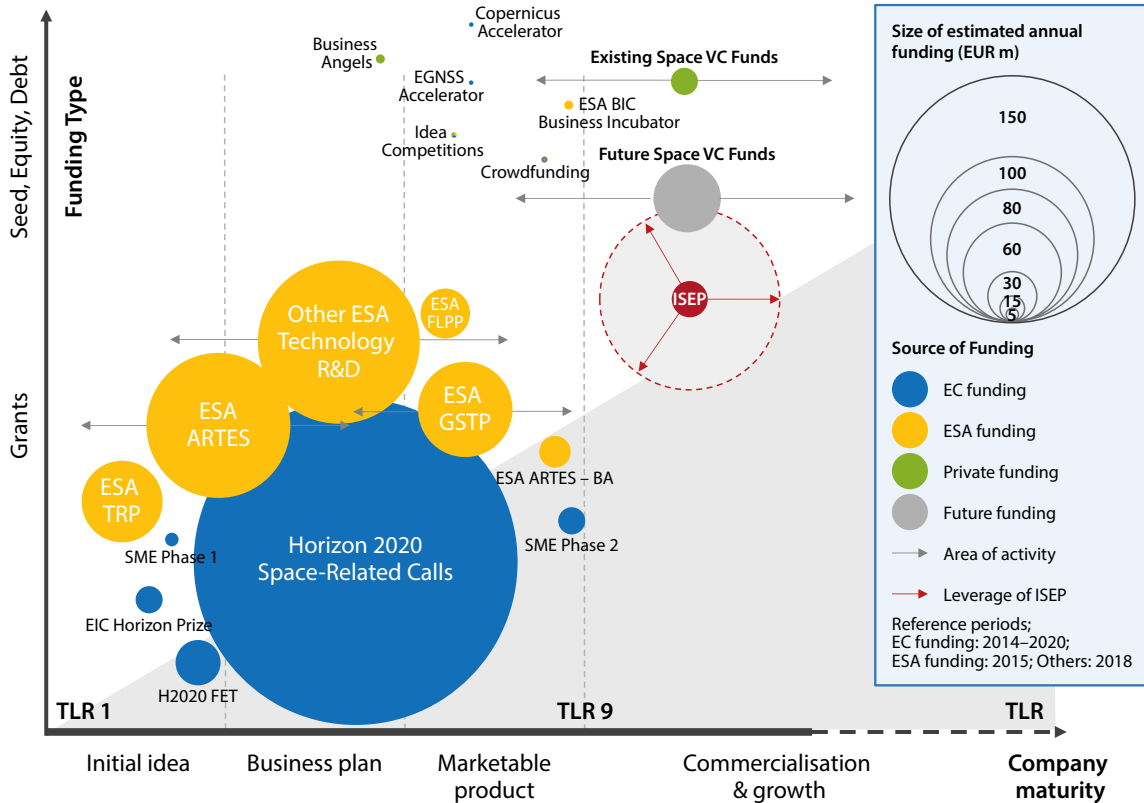 Funding Type
Seed, Equity, Debt
Grants
Copernicus
Accelerator
Business
Angels
EGNSS
Accelerator
Existing Space VC Funds
ESA BIC
Business Incubator
Idea
Competitions
Crowdfunding
Future Space VC Funds
ISEP
Other ESA
Technology
R&D
ESA
FLPP
ESA
ARTES
ESA
GSTP
ESA
TRP
ESA ARTES – BA
SME Phase 1
SME Phase 2
Horizon 2020
Space-Related Calls
EIC Horizon Prize
H2020 FET
TLR 1
TLR 9
TLR
Initial idea
Business plan
Marketable
product
Commercialisation
& growth
Company
maturity
Size of estimated annual
funding (EUR m)
150
100
80
60
30
15
5
Source of Funding
EC funding
ESA funding
Private funding
Future funding
Area of activity
Leverage of ISEP
Reference periods;
EC funding: 2014–2020;
ESA funding: 2015; Others: 2018